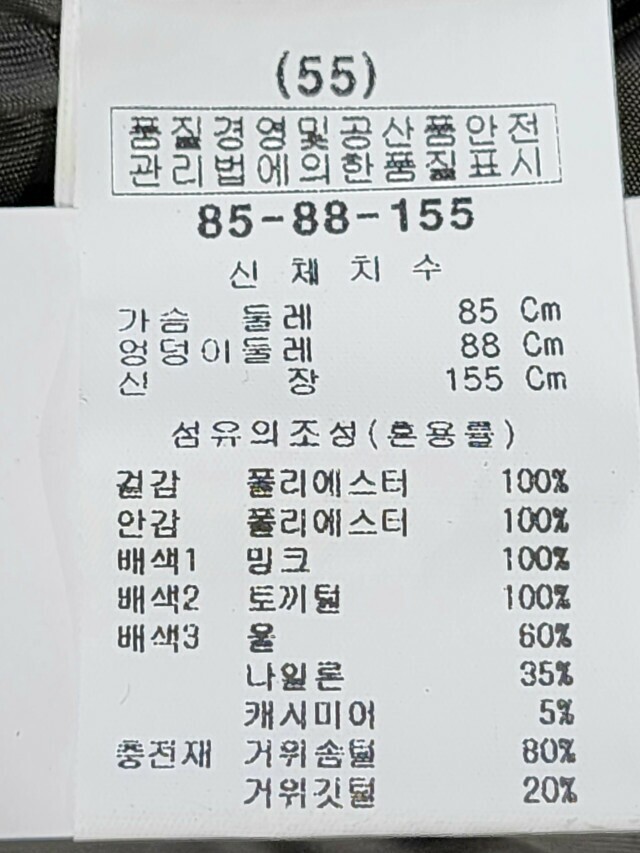 (55)
품질경영및공산품안전
관리법에의한품질표시
85-88-155
신체치수
가슴 둘레 85 Cm
엉덩이둘레 88 Cm
신 장 155 Cm
섬유의조성(혼용률)
겉감 폴리에스터 100%
안감 폴리에스터 100%
배색1 밍크 100%
배색2 토끼털 100%
배색3 울 60%
나일론 35%
캐시미어 5%
충전재 거위솜털 80%
거위깃털 20%